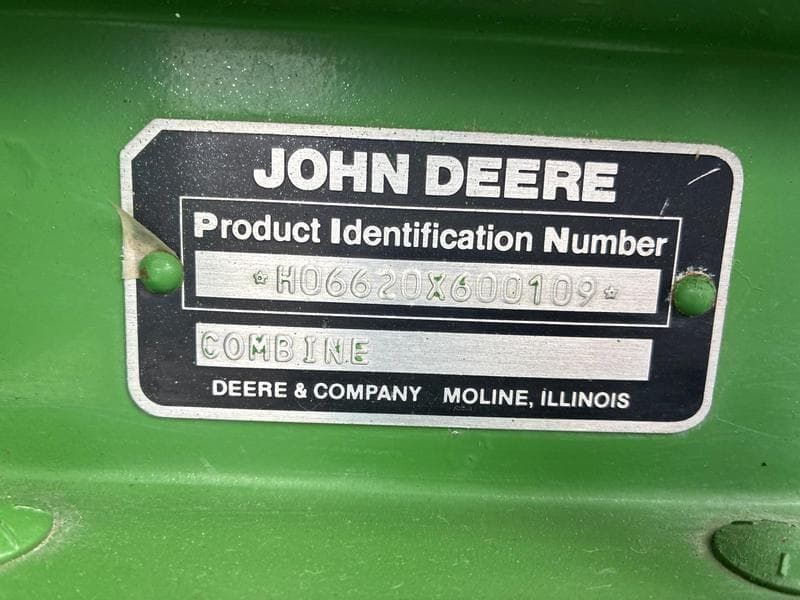 JOHN DEERE
Product Identification Number
*H06620X600109*
COMBINE
DEERE & COMPANY MOLINE, ILLINOIS